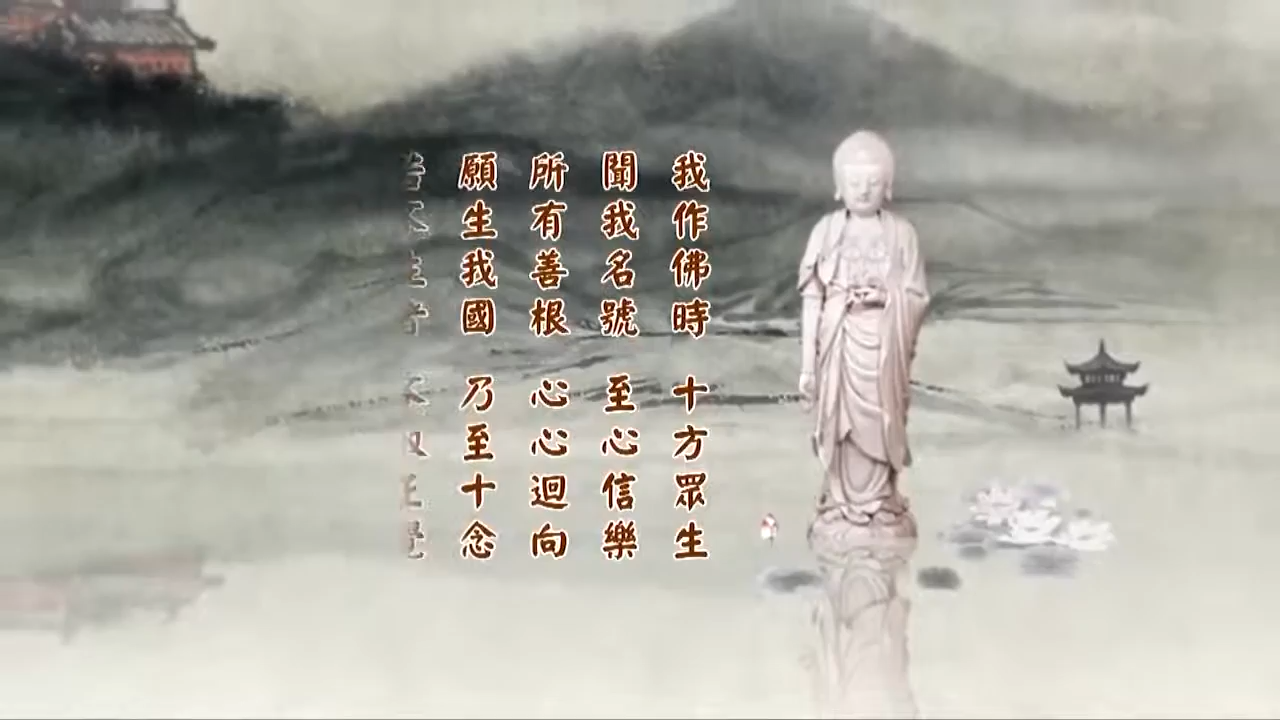 我作佛時 十方眾生
聞我名號 至心信樂
所有善根 心心迴向
願生我國 乃至十念